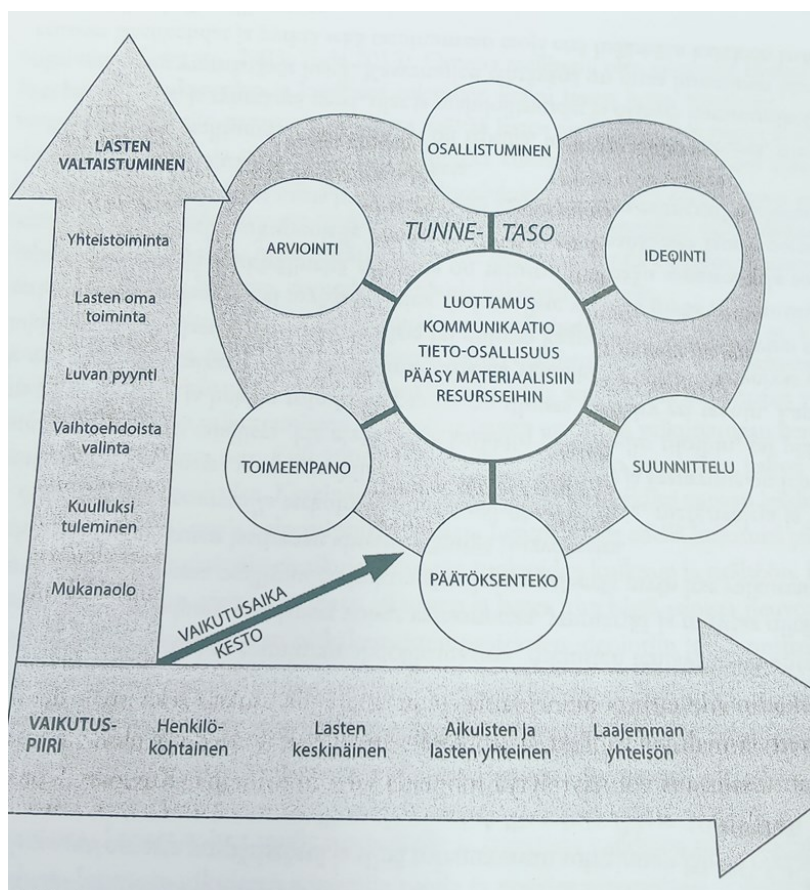 LASTEN
VALTAISTUMINEN
Yhteistoiminta
Lasten oma
toiminta
Luvan pyynti
Vaihtoehdoista
valinta
Kuulluksi
tuleminen
Mukanaolo
OSALLISTUMINEN
ARVIOINTI
TUNNE- TASO
IDEOINTI
LUOTTAMUS
KOMMUNIKAATIO
TIETO-OSALLISUUS
PÄÄSY MATERIAALISIIN
RESURSSEIHIN
TOIMEENPANO
SUUNNITTELU
PÄÄTÖKSENTEKO
VAIKUTUSAIKA
KESTO
VAIKUTUS-
PIIRI
Henkilö-
kohtainen
Lasten
keskinäinen
Aikuisten ja
lasten yhteinen
Laajemman
yhteisön